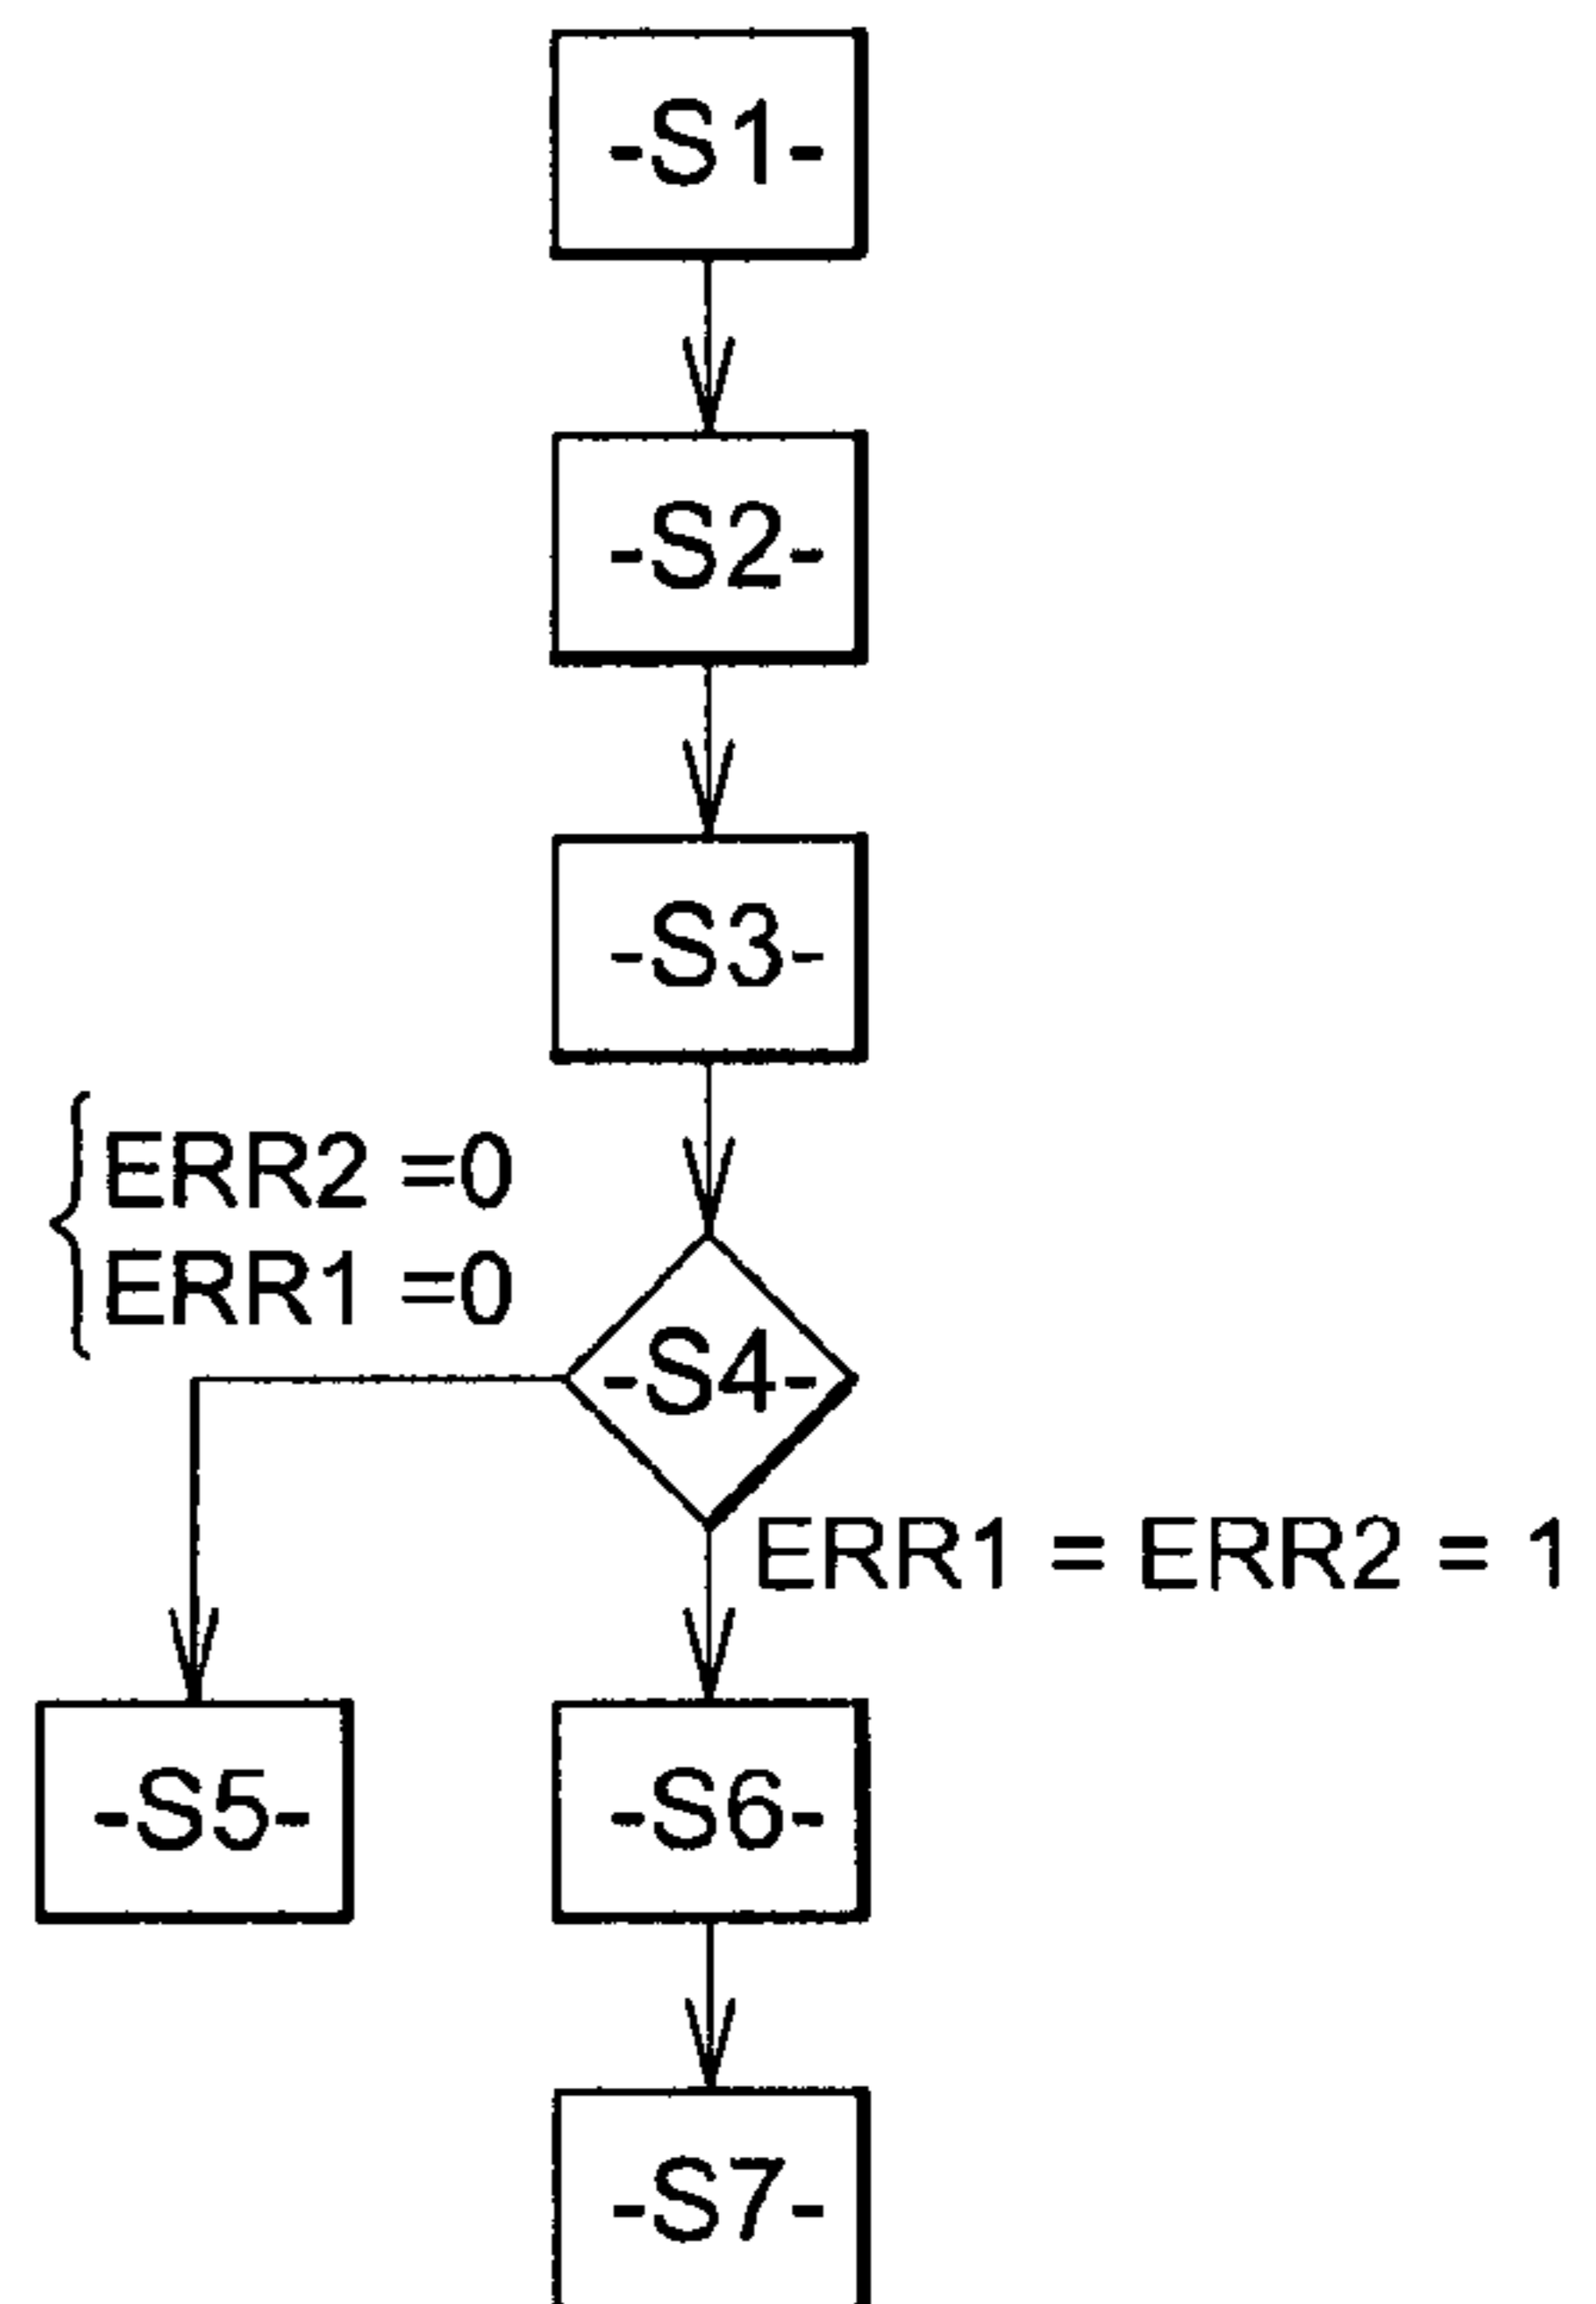 -S1-
-S2-
-S3-
ERR2 =0
ERR1 =0
-S4-
ERR1 = ERR2 = 1
-S5-
-S6-
-S7-